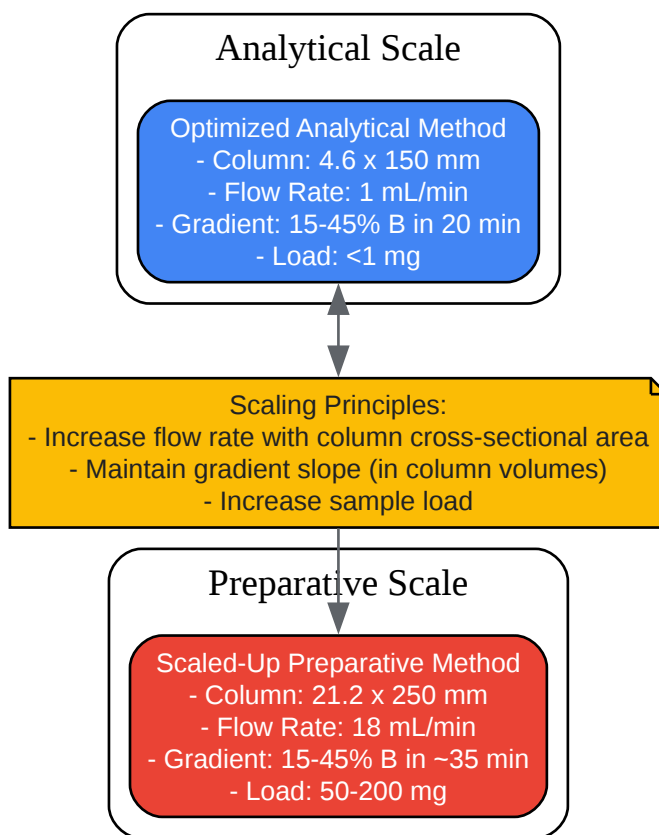 Analytical Scale
Optimized Analytical Method
- Column: 4.6 x 150 mm
- Flow Rate: 1 mL/min
- Gradient: 15-45% B in 20 min
- Load: <1 mg
Scaling Principles:
- Increase flow rate with column cross-sectional area
- Maintain gradient slope (in column volumes)
- Increase sample load
Preparative Scale
Scaled-Up Preparative Method
- Column: 21.2 x 250 mm
- Flow Rate: 18 mL/min
- Gradient: 15-45% B in ~35 min
- Load: 50-200 mg